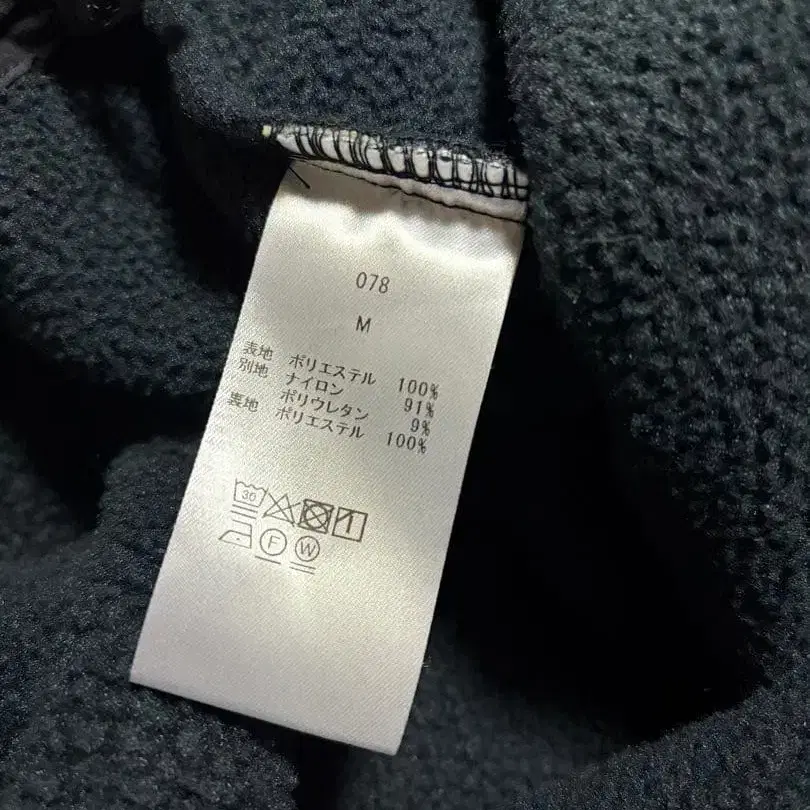 078
M
表地 ポリエステル 100%
別地 ナイロン 91%
ポリウレタン 9%
裏地 ポリエステル 100%
30
F W